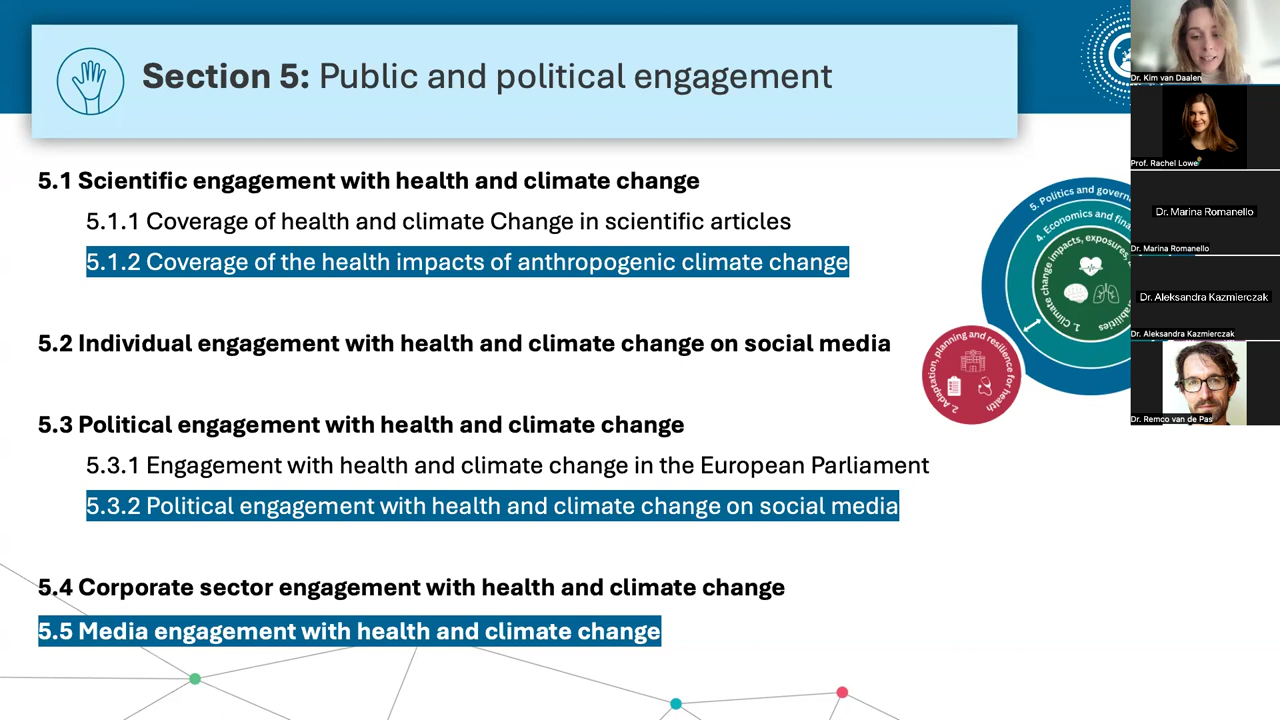 Section 5: Public and political engagement
5.1 Scientific engagement with health and climate change
5.1.1 Coverage of health and climate Change in scientific articles
5.1.2 Coverage of the health impacts of anthropogenic climate change
5.2 Individual engagement with health and climate change on social media
5.3 Political engagement with health and climate change
5.3.1 Engagement with health and climate change in the European Parliament
5.3.2 Political engagement with health and climate change on social media
5.4 Corporate sector engagement with health and climate change
5.5 Media engagement with health and climate change
5. Politics and
4. Economics and
1. Climate change impacts, exposures,
2. Adaptation, planning and resilience for health
Dr. Kim van Daalen
Prof. Rachel Lowe
Dr. Marina Romanello
Dr. Marina Romanello
Dr. Aleksandra Kazmierczak
Dr. Aleksandra Kazmierczak
Dr. Remco van de Pas